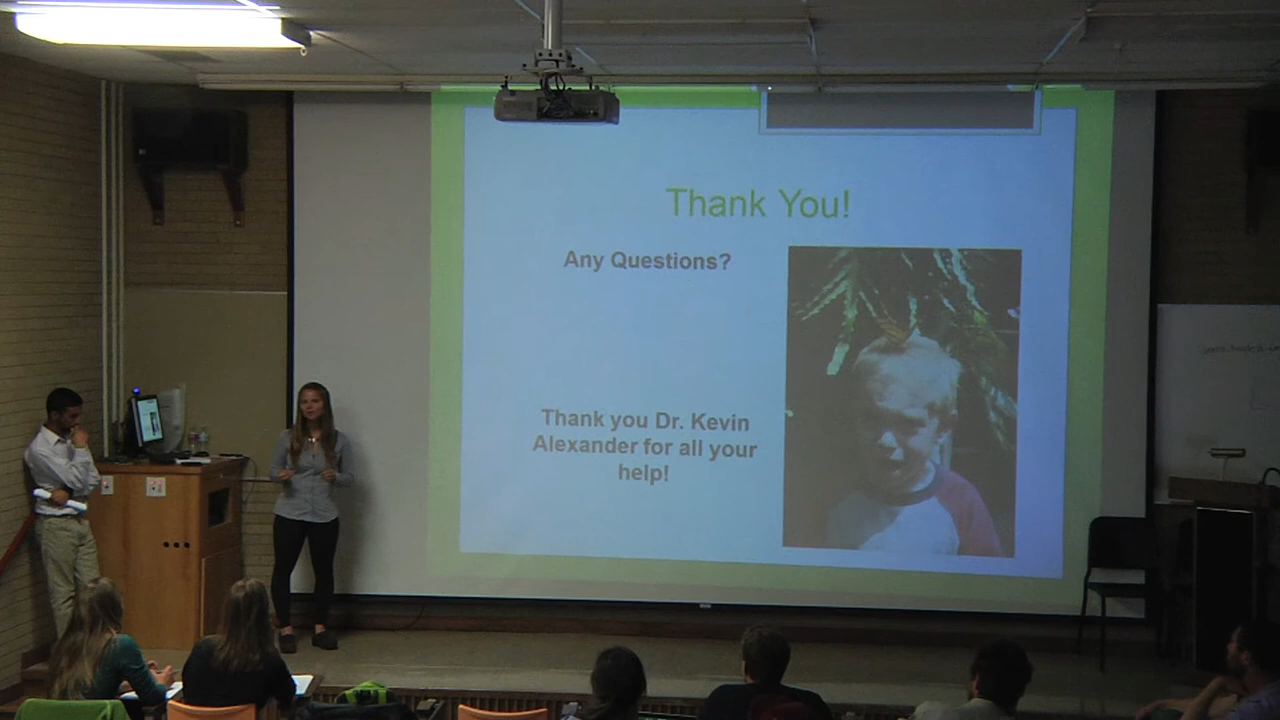 Thank You!
Any Questions?
Thank you Dr. Kevin
Alexander for all your
help!